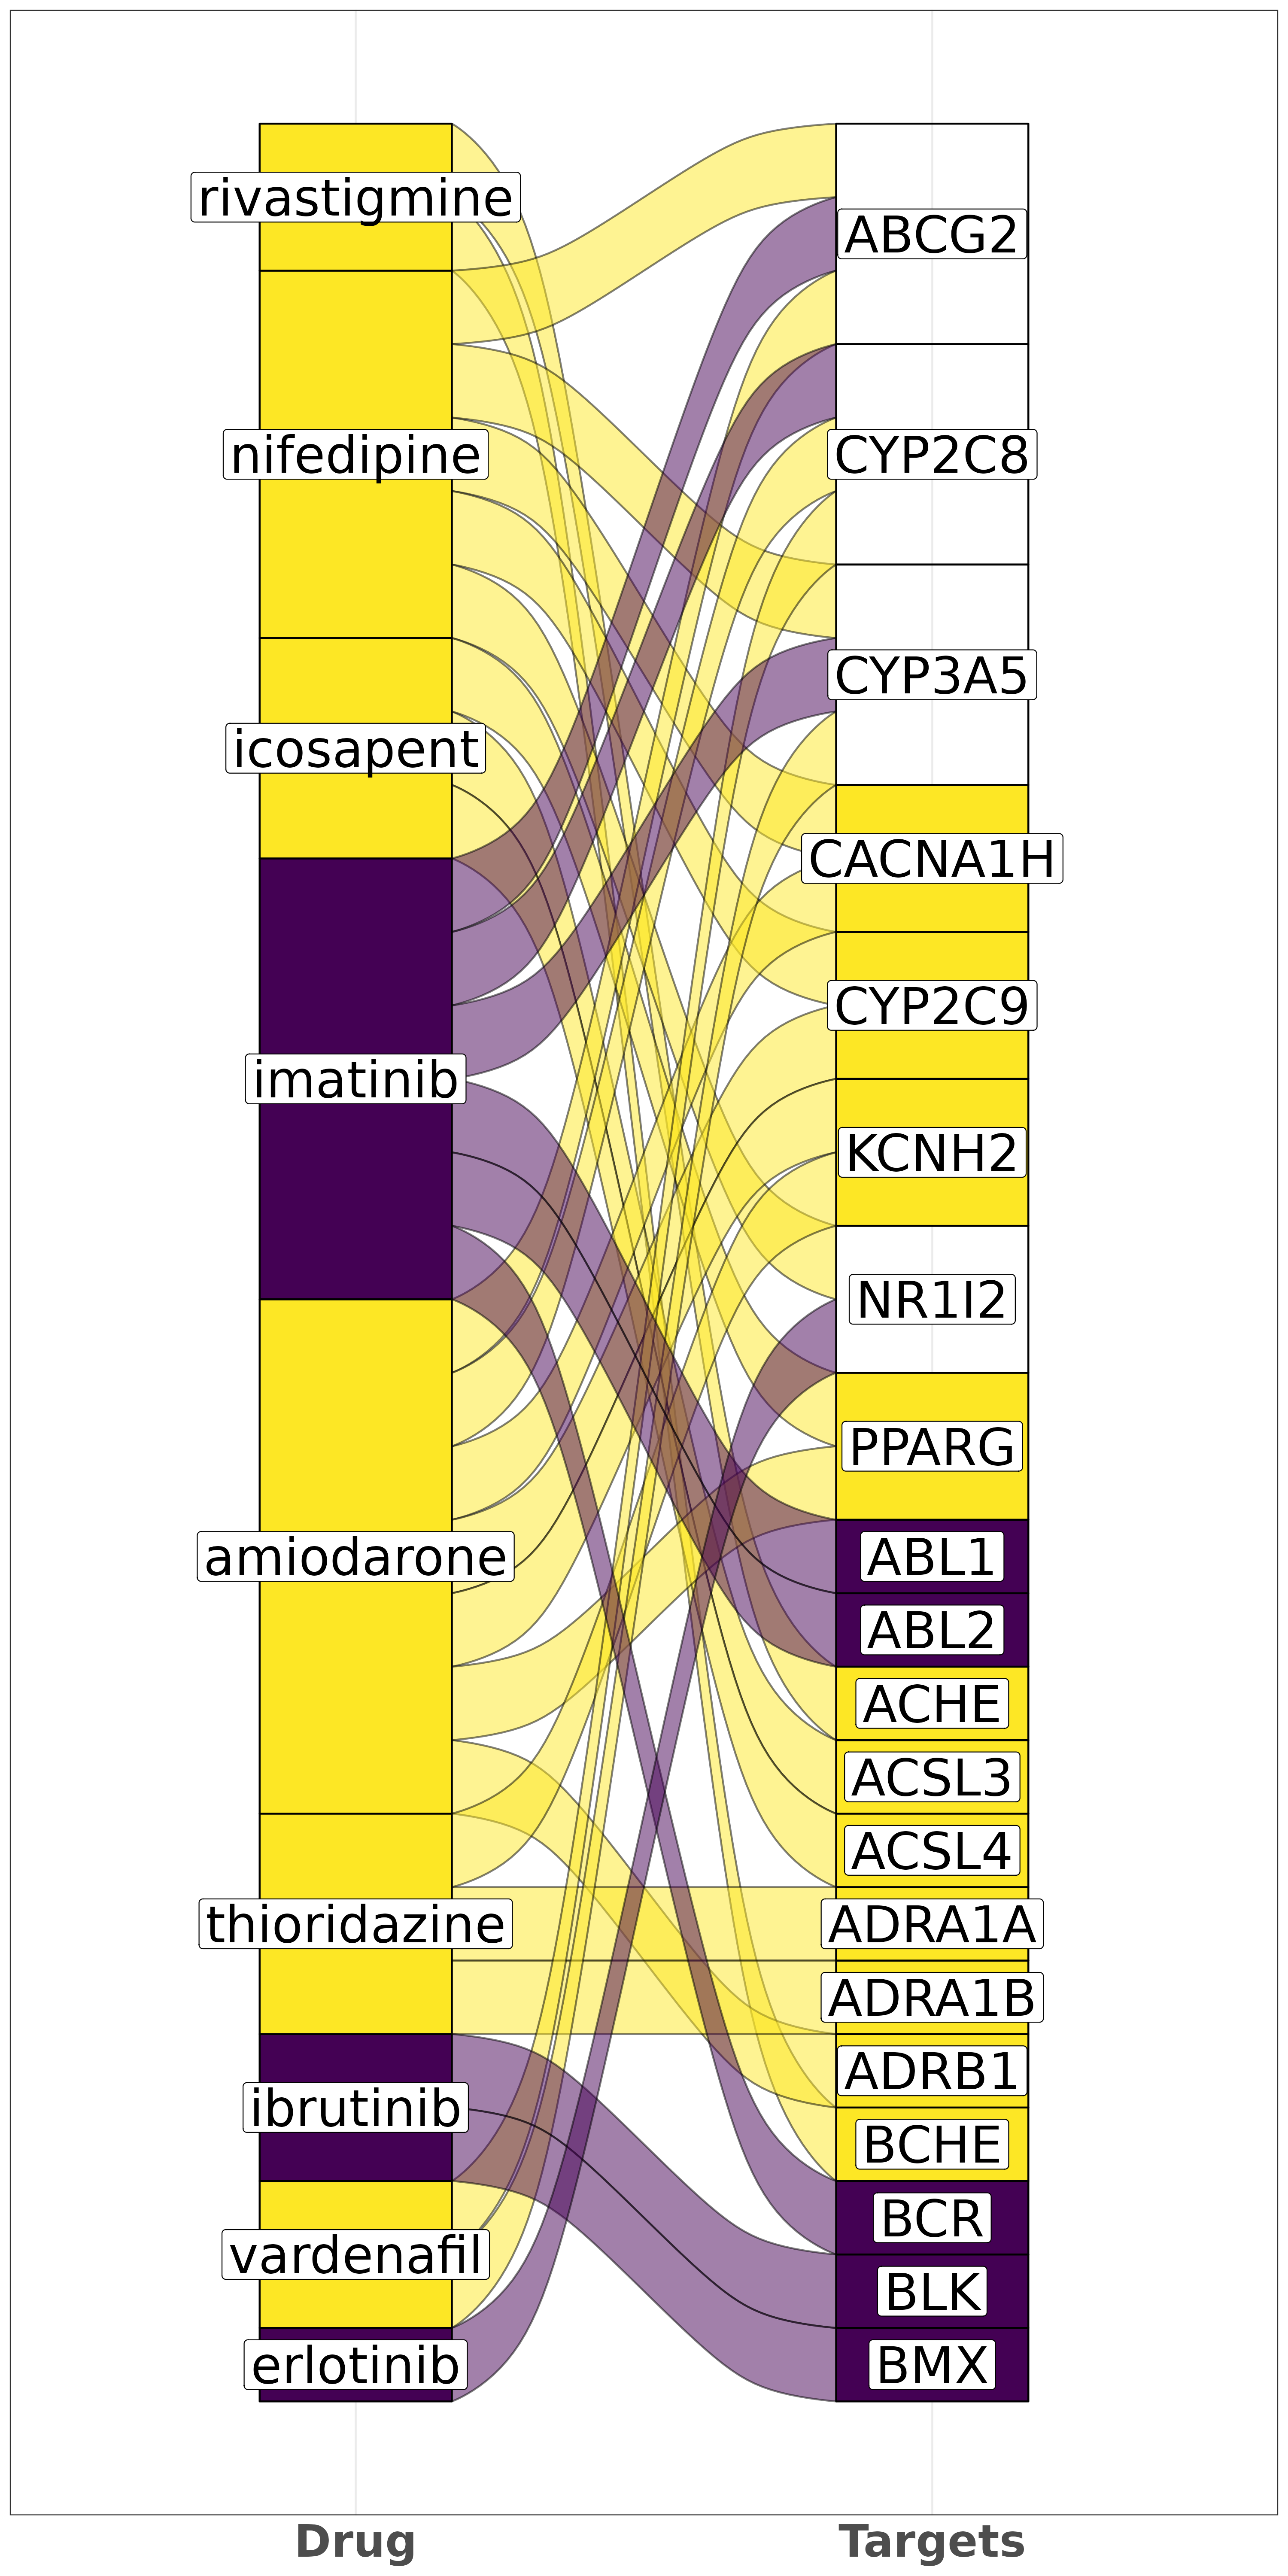 rivastigmine
nifedipine
icosapent
imatinib
amiodarone
thioridazine
ibrutinib
vardenafil
erlotinib
ABCG2
CYP2C8
CYP3A5
CACNA1H
CYP2C9
KCNH2
NR1I2
PPARG
ABL1
ABL2
ACHE
ACSL3
ACSL4
ADRA1A
ADRA1B
ADRB1
BCHE
BCR
BLK
BMX
Drug
Targets